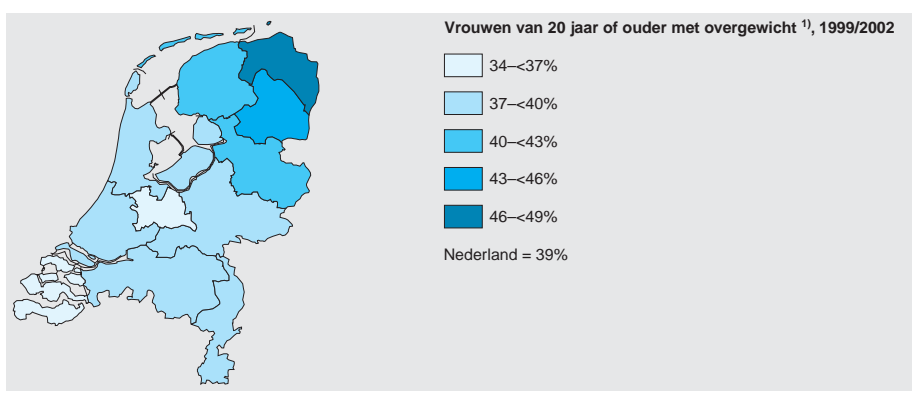 Vrouwen van 20 jaar of ouder met overgewicht 1), 1999/2002
34–<37%
37–<40%
40–<43%
43–<46%
46–<49%
Nederland = 39%